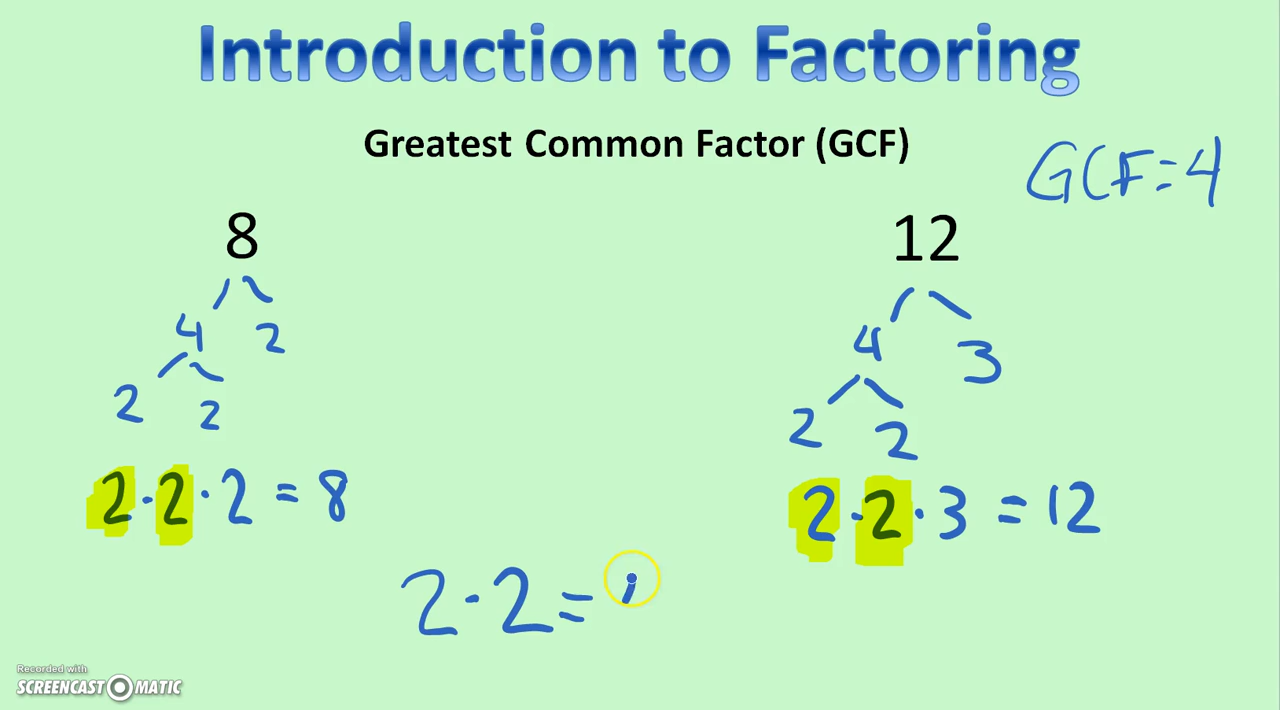 Introduction to Factoring
Greatest Common Factor (GCF)
GCF=4
8
12
4 2
4 3
2 2
2 2
2·2·2=8
2·2·3=12
2·2=
Recorded with
SCREENCAST-O-MATIC